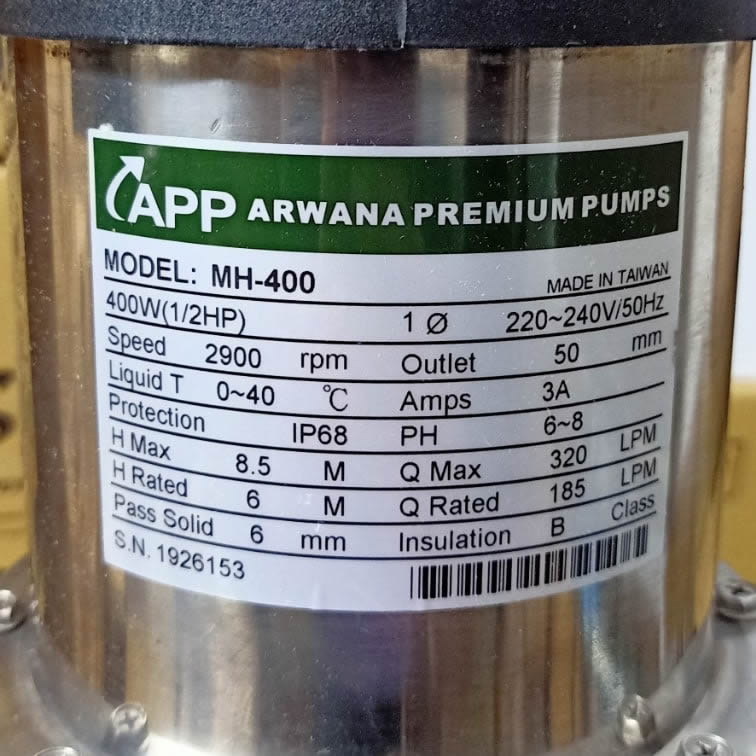 APP ARWANA PREMIUM PUMPS
MODEL: MH-400 MADE IN TAIWAN
400W(1/2HP) 1 Ø 220~240V/50Hz
Speed 2900 rpm Outlet 50 mm
Liquid T 0~40 ℃ Amps 3A
Protection IP68 PH 6~8
H Max 8.5 M Q Max 320 LPM
H Rated 6 M Q Rated 185 LPM
Pass Solid 6 mm Insulation B Class
S.N. 1926153